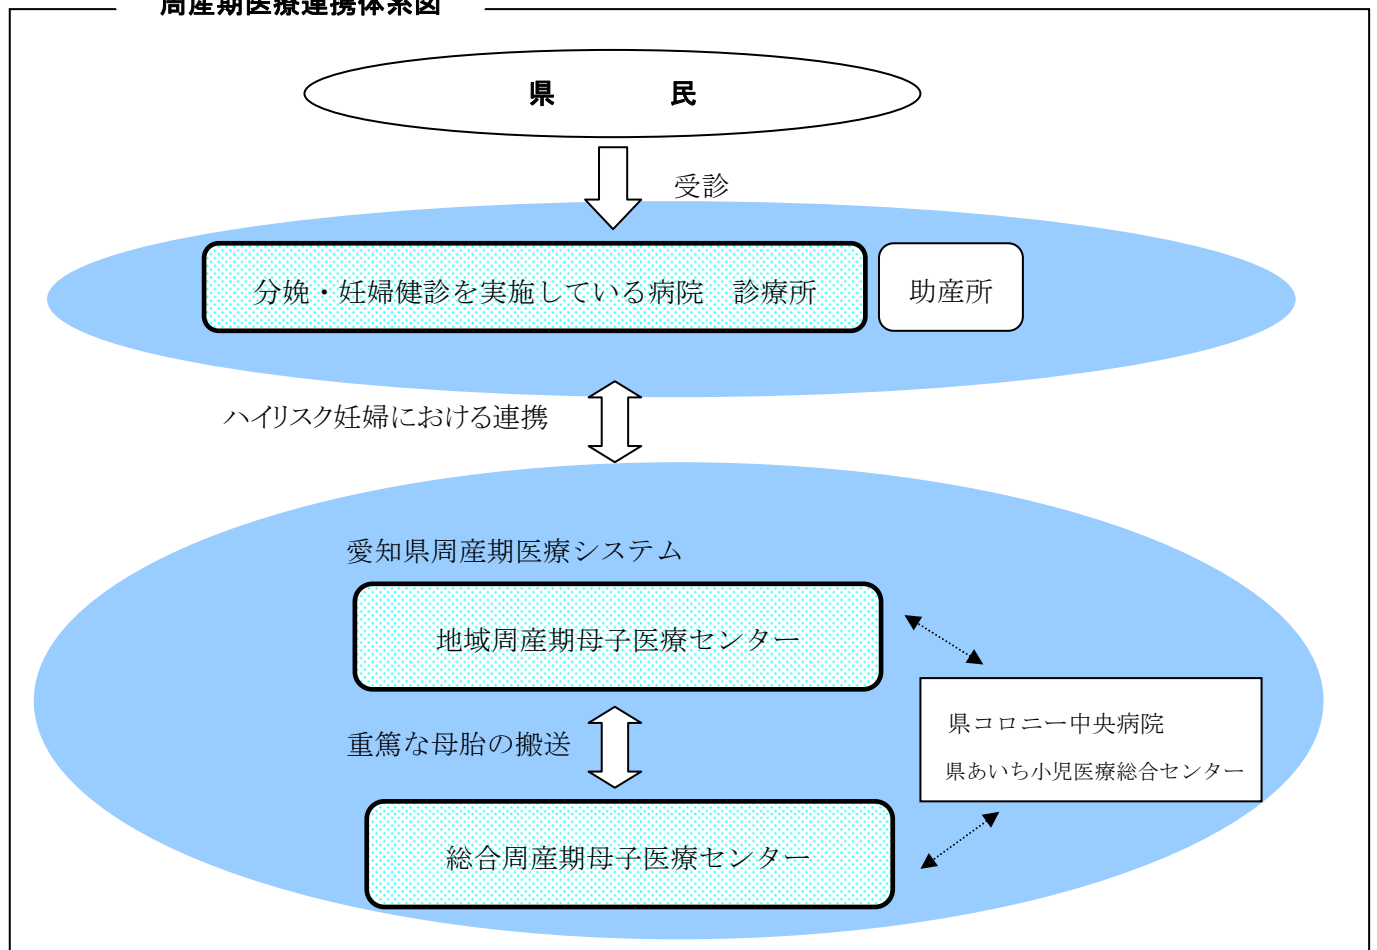 周産期医療連携体系図
県　　　　民
受診
分娩・妊婦健診を実施している病院　診療所
助産所
ハイリスク妊婦における連携
愛知県周産期医療システム
地域周産期母子医療センター
重篤な母胎の搬送
県コロニー中央病院
県あいち小児医療総合センター
総合周産期母子医療センター